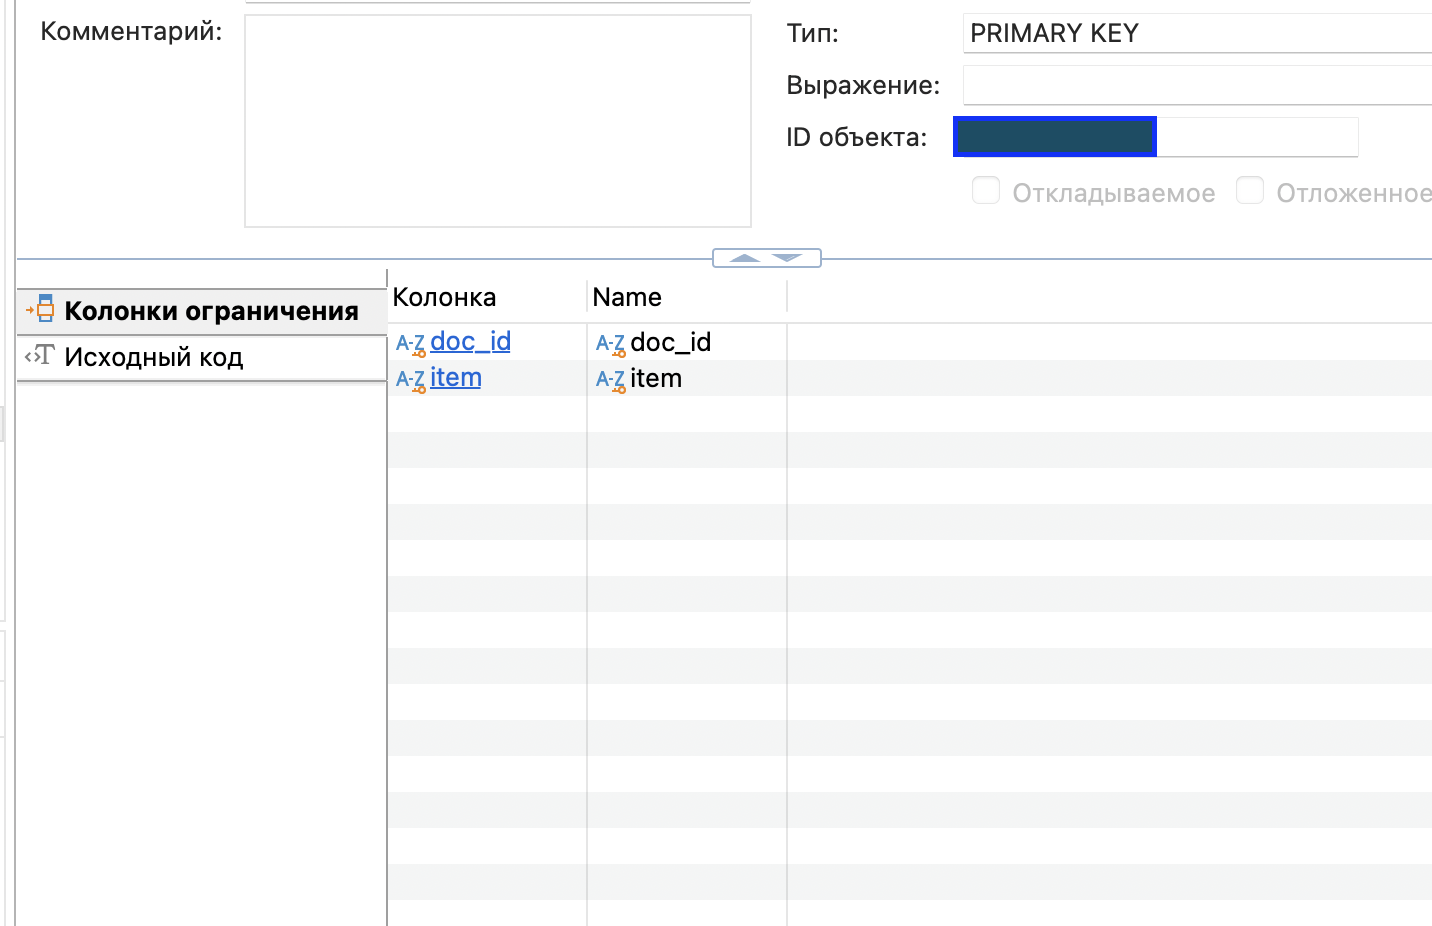 Комментарий:
Тип:
PRIMARY KEY
Выражение:
ID объекта:
Откладываемое
Отложенное
Колонки ограничения
Исходный код
Колонка
Name
A-Z doc_id
A-Z doc_id
A-Z item
A-Z item